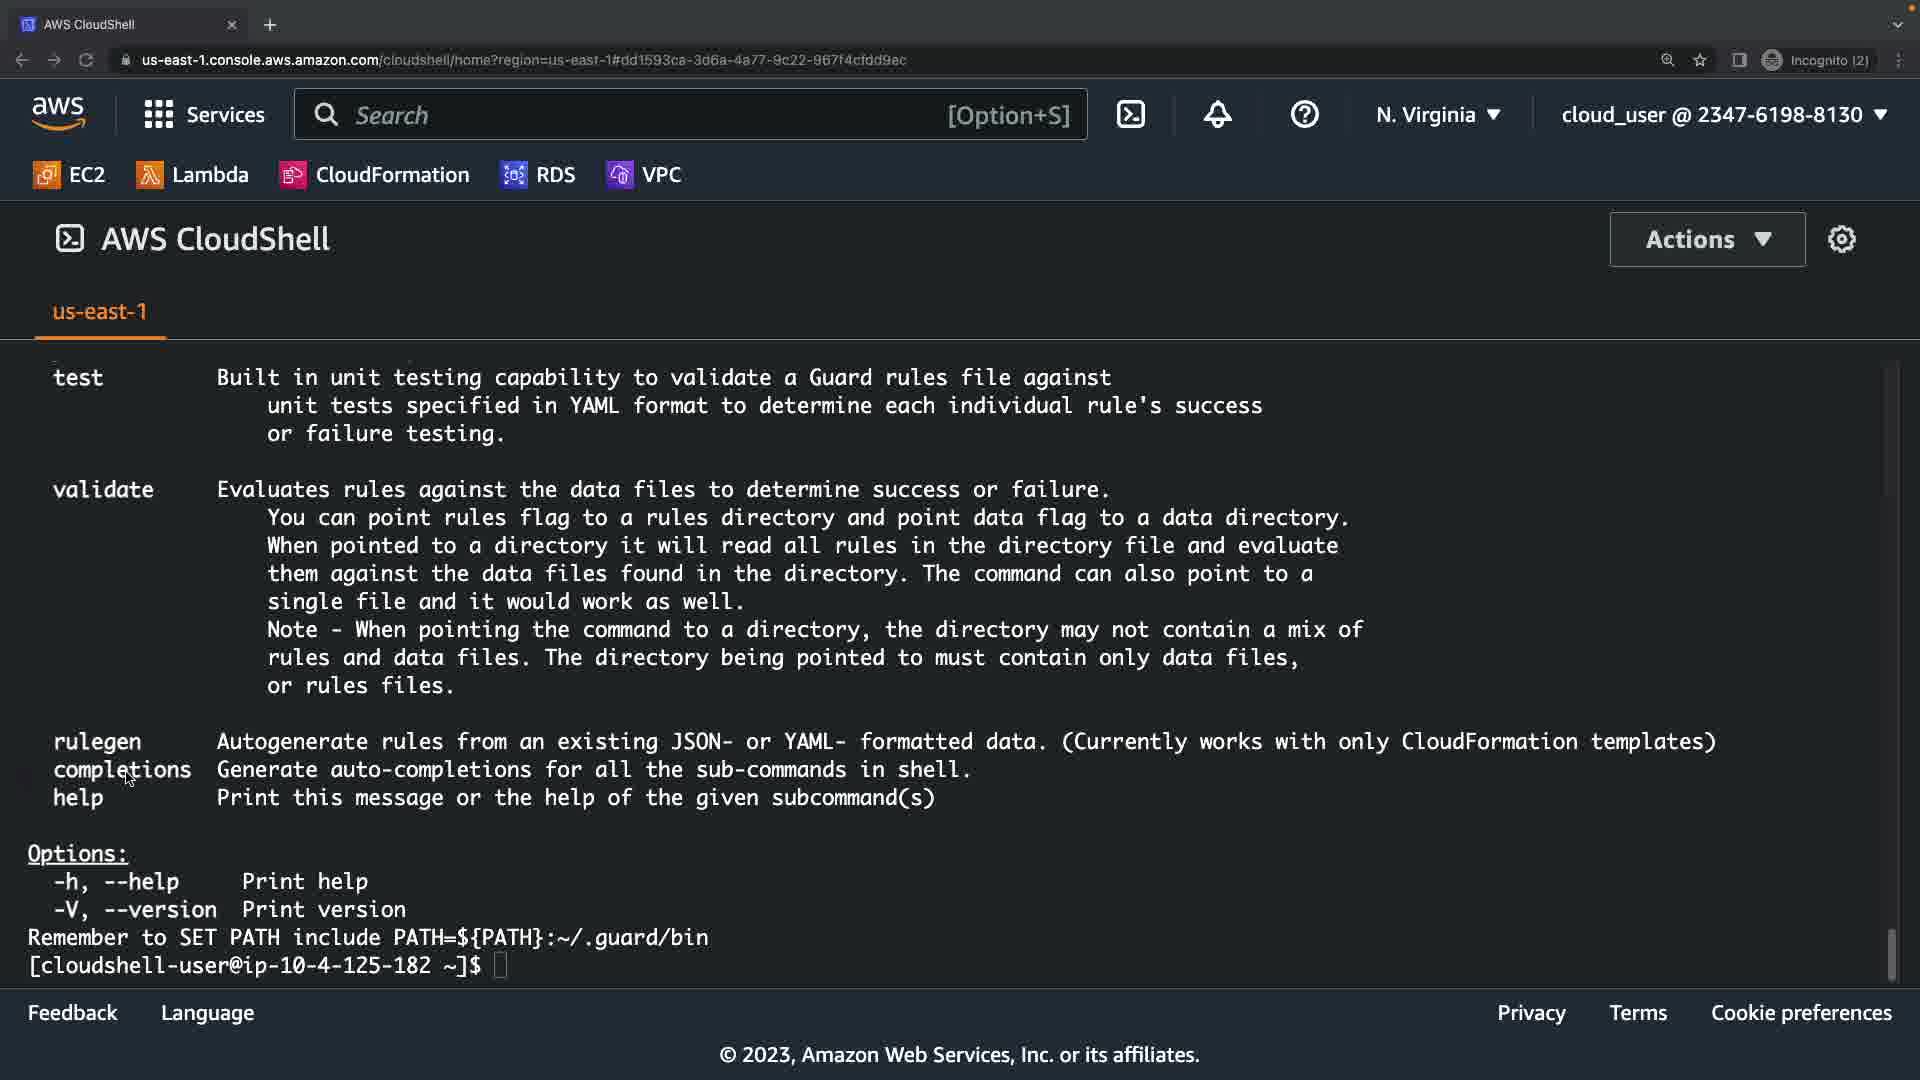 AWS CloudShell
us-east-1.console.aws.amazon.com/cloudshell/home?region=us-east-1#dd1593ca-3d6a-4a77-9c22-967f4cfdd9ec
Incognito (2)
aws
Services
Search
[Option+S]
N. Virginia
cloud_user @ 2347-6198-8130
EC2
Lambda
CloudFormation
RDS
VPC
AWS CloudShell
Actions
us-east-1
test Built in unit testing capability to validate a Guard rules file against
unit tests specified in YAML format to determine each individual rule's success
or failure testing.
validate Evaluates rules against the data files to determine success or failure.
You can point rules flag to a rules directory and point data flag to a data directory.
When pointed to a directory it will read all rules in the directory file and evaluate
them against the data files found in the directory. The command can also point to a
single file and it would work as well.
Note - When pointing the command to a directory, the directory may not contain a mix of
rules and data files. The directory being pointed to must contain only data files,
or rules files.
rulegen Autogenerate rules from an existing JSON- or YAML- formatted data. (Currently works with only CloudFormation templates)
completions Generate auto-completions for all the sub-commands in shell.
help Print this message or the help of the given subcommand(s)
Options:
-h, --help Print help
-V, --version Print version
Remember to SET PATH include PATH=${PATH}:~/.guard/bin
[cloudshell-user@ip-10-4-125-182 ~]$
Feedback
Language
Privacy
Terms
Cookie preferences
© 2023, Amazon Web Services, Inc. or its affiliates.